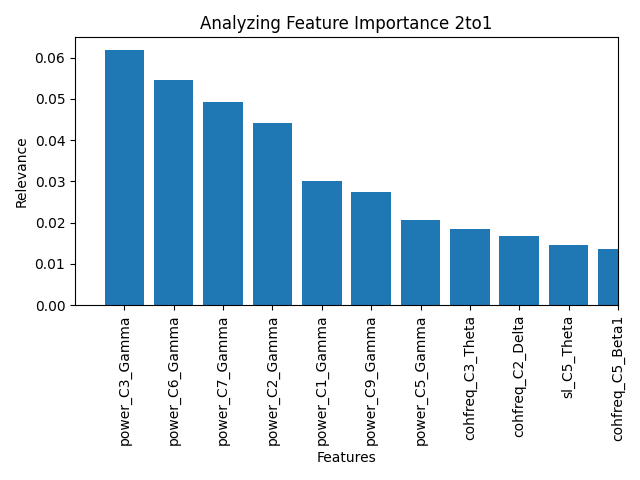 Analyzing Feature Importance 2to1
0.06
0.05
0.04
0.03
0.02
0.01
0.00
Relevance
power_C3_Gamma
power_C6_Gamma
power_C7_Gamma
power_C2_Gamma
power_C1_Gamma
power_C9_Gamma
power_C5_Gamma
cohfreq_C3_Theta
cohfreq_C2_Delta
sl_C5_Theta
cohfreq_C5_Beta1
Features